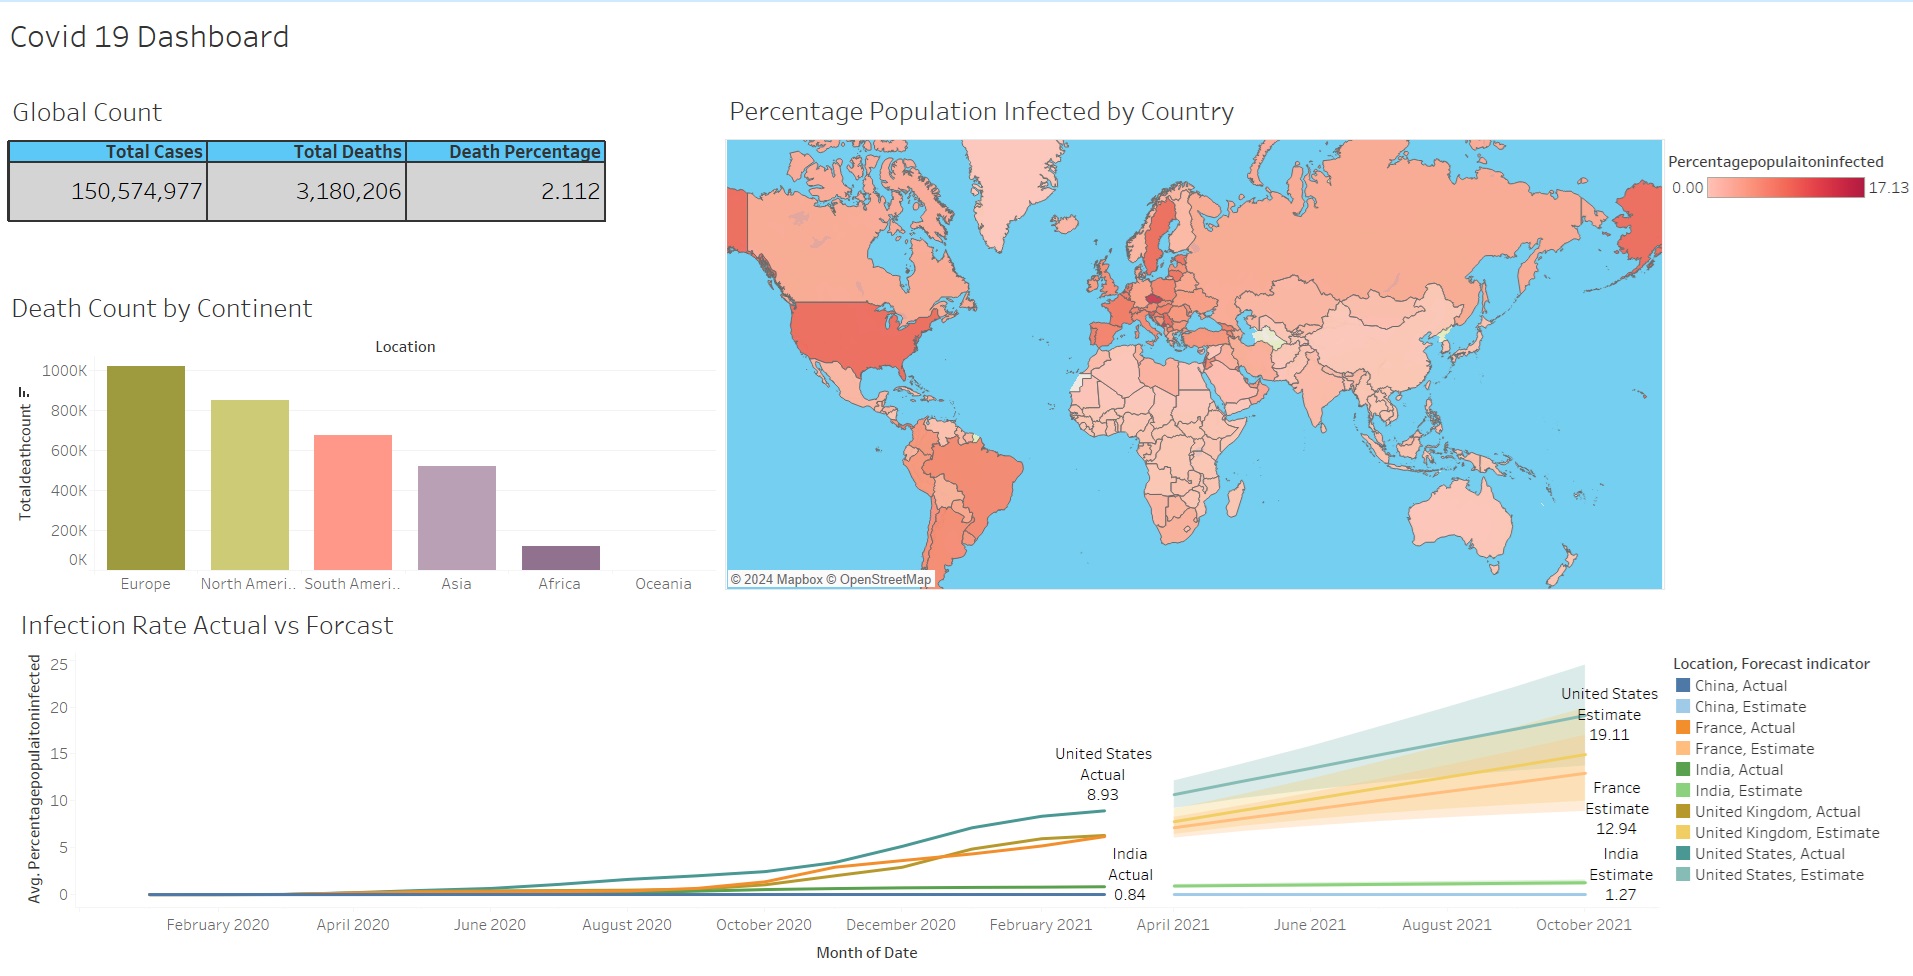 Covid 19 Dashboard
Global Count
Total Cases Total Deaths Death Percentage
150,574,977 3,180,206 2.112
Death Count by Continent
Location
Totaldeathcount
1000K
800K
600K
400K
200K
0K
Europe North Ameri.. South Ameri.. Asia Africa Oceania
Percentage Population Infected by Country
© 2024 Mapbox © OpenStreetMap
Percentagepopulaitoninfected
0.00 17.13
Infection Rate Actual vs Forcast
Avg. Percentagepopulaitoninfected
25
20
15
10
5
0
United States
Actual
8.93
India
Actual
0.84
United States
Estimate
19.11
France
Estimate
12.94
India
Estimate
1.27
February 2020 April 2020 June 2020 August 2020 October 2020 December 2020 February 2021 April 2021 June 2021 August 2021 October 2021
Month of Date
Location, Forecast indicator
China, Actual
China, Estimate
France, Actual
France, Estimate
India, Actual
India, Estimate
United Kingdom, Actual
United Kingdom, Estimate
United States, Actual
United States, Estimate